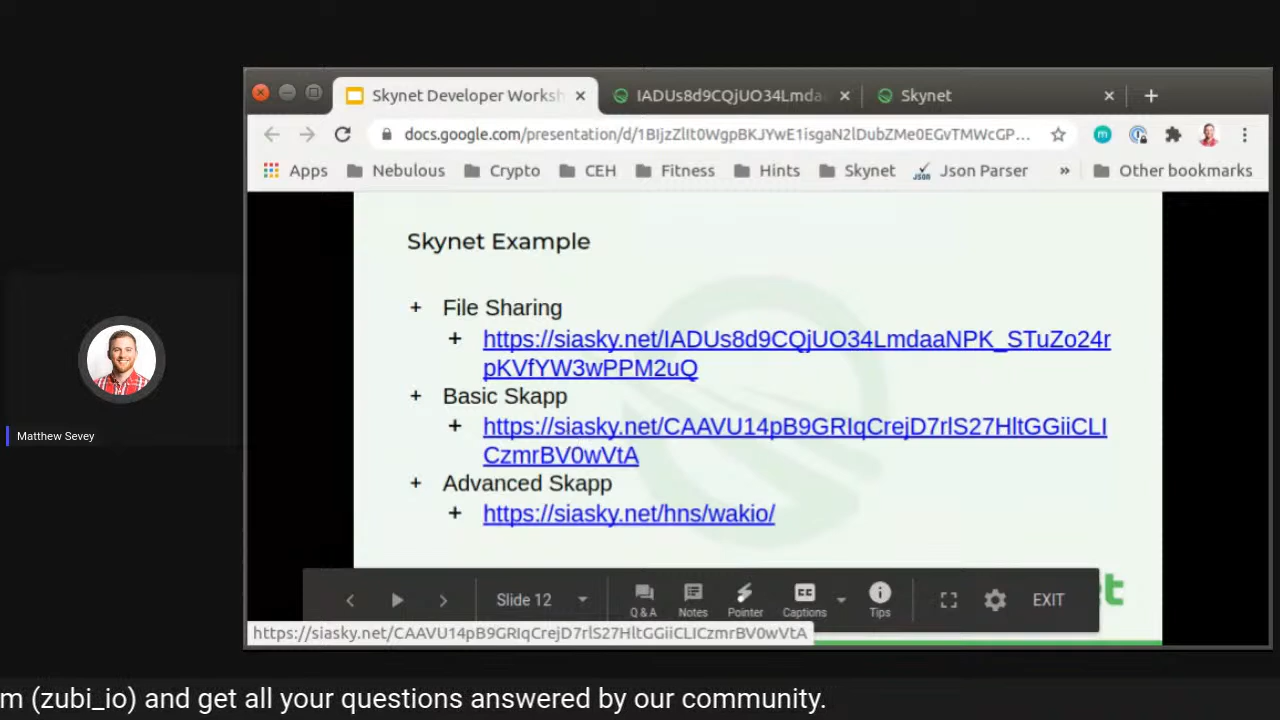 Skynet Developer Worksh
IADUs8d9CQjUO34Lmda
Skynet
docs.google.com/presentation/d/1BIjzZlIt0WgpBKJYwE1isgaN2lDubZMe0EGvTMWcGP...
Apps Nebulous Crypto CEH Fitness Hints Skynet Json Parser » Other bookmarks
Skynet Example
+ File Sharing
+ https://siasky.net/IADUs8d9CQjUO34LmdaaNPK_STuZo24r
pKVfYW3wPPM2uQ
+ Basic Skapp
+ https://siasky.net/CAAVU14pB9GRIqCrejD7rlS27HltGGiiCLI
CzmrBV0wVtA
+ Advanced Skapp
+ https://siasky.net/hns/wakio/
Matthew Sevey
Slide 12
Q & A Notes Pointer Captions Tips
EXIT
https://siasky.net/CAAVU14pB9GRIqCrejD7rlS27HltGGiiCLICzmrBV0wVtA
m (zubi_io) and get all your questions answered by our community.